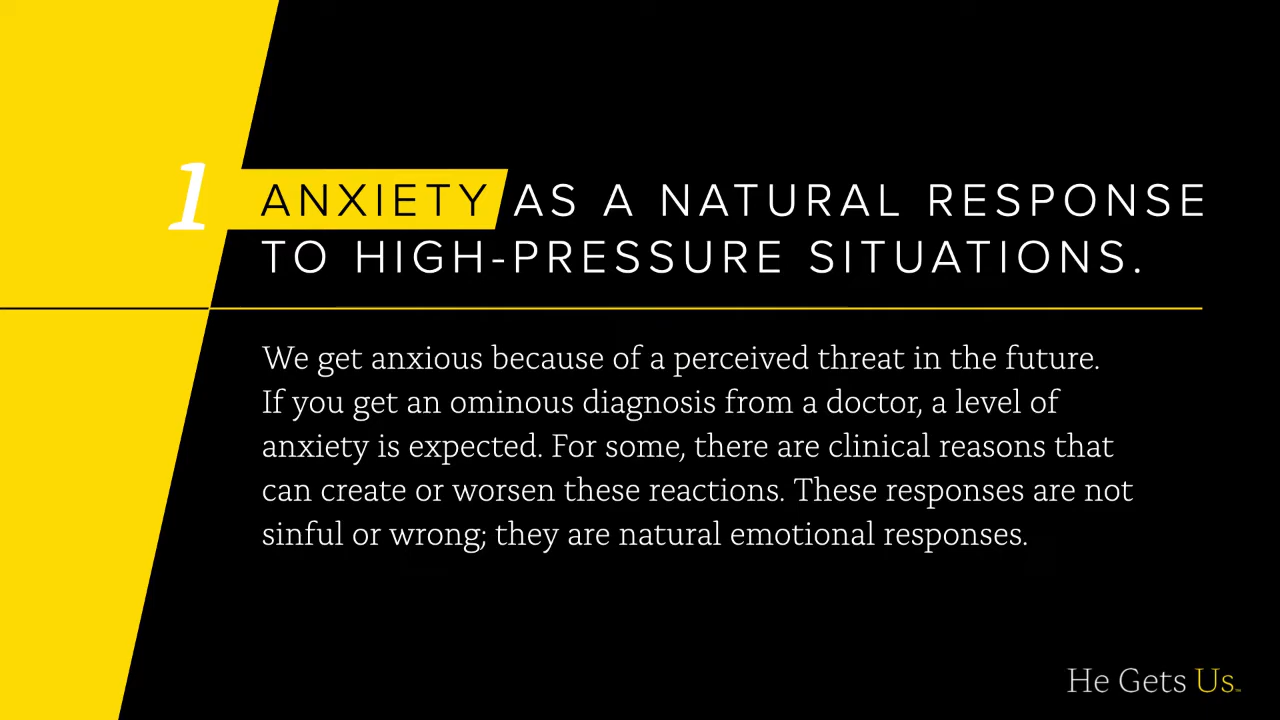 1
ANXIETY AS A NATURAL RESPONSE
TO HIGH-PRESSURE SITUATIONS.
We get anxious because of a perceived threat in the future.
If you get an ominous diagnosis from a doctor, a level of
anxiety is expected. For some, there are clinical reasons that
can create or worsen these reactions. These responses are not
sinful or wrong; they are natural emotional responses.
He Gets Us™